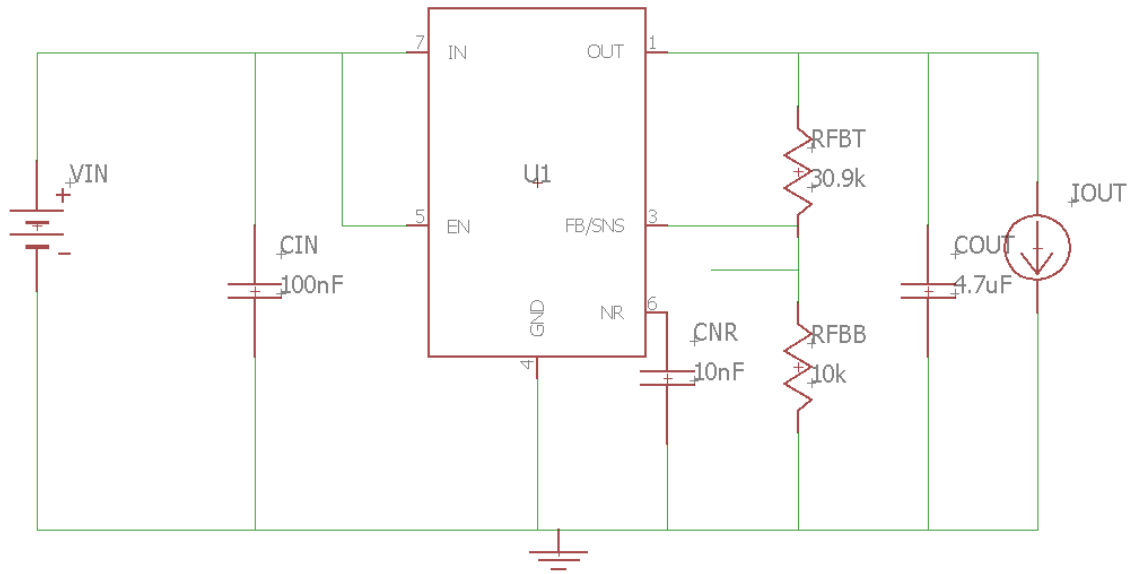 7
IN
OUT
1
VIN
+
-
U1
RFBT
30.9k
IOUT
5
EN
FB/SNS
3
CIN
100nF
COUT
4.7uF
GND
4
NR
6
CNR
10nF
RFBB
10k